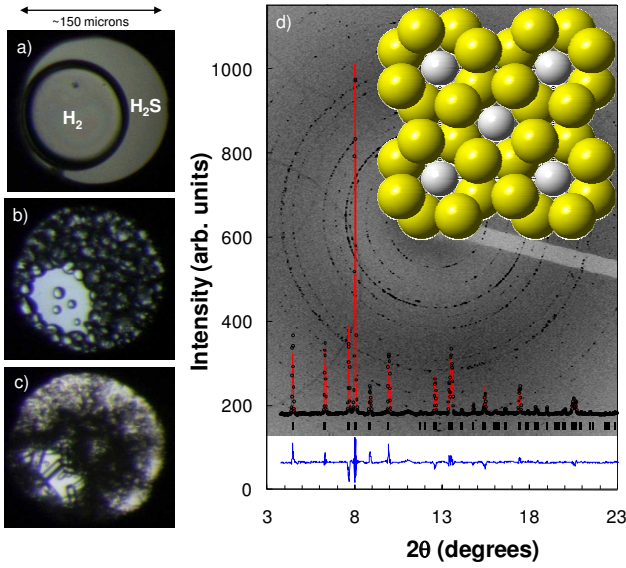 ~150 microns
a)
H2
H2S
b)
c)
d)
Intensity (arb. units)
1000
800
600
400
200
0
3
8
13
18
23
2θ (degrees)